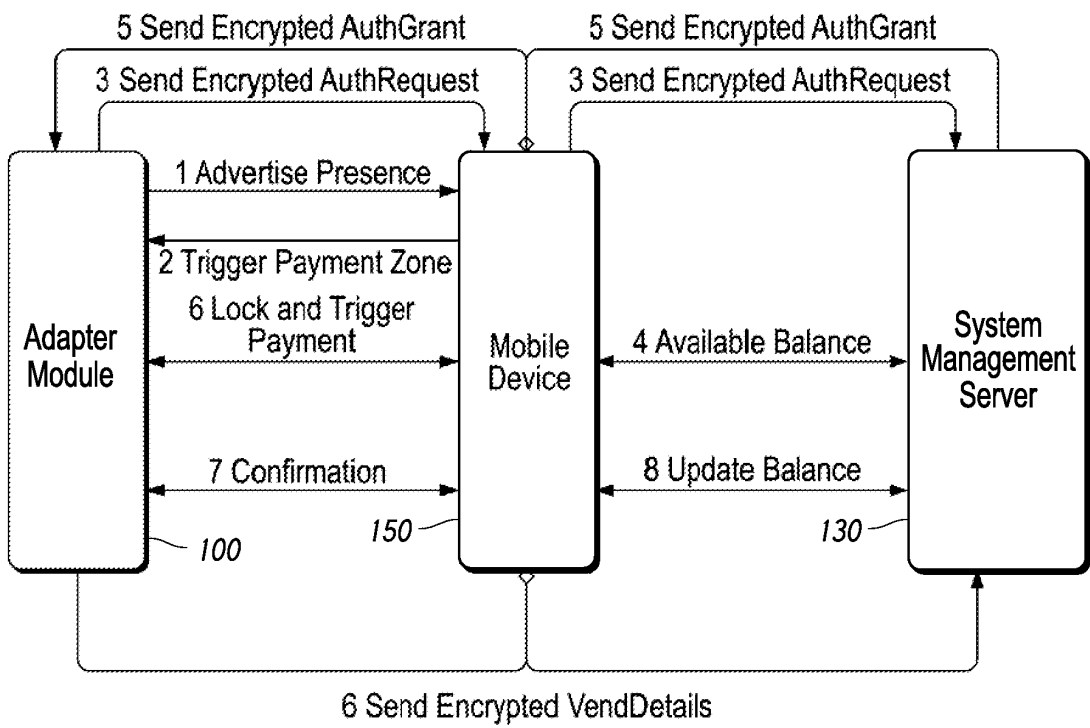 5 Send Encrypted AuthGrant
5 Send Encrypted AuthGrant
3 Send Encrypted AuthRequest
3 Send Encrypted AuthRequest
1 Advertise Presence
2 Trigger Payment Zone
6 Lock and Trigger
Payment
Adapter
Module
Mobile
Device
4 Available Balance
System
Management
Server
7 Confirmation
8 Update Balance
100
150
130
6 Send Encrypted VendDetails